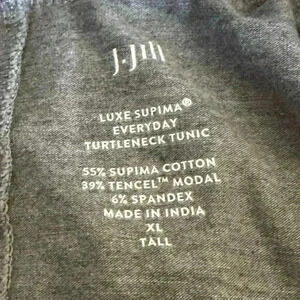 J.Jill
LUXE SUPIMA®
EVERYDAY
TURTLENECK TUNIC
55% SUPIMA COTTON
39% TENCEL™ MODAL
6% SPANDEX
MADE IN INDIA
XL
TALL